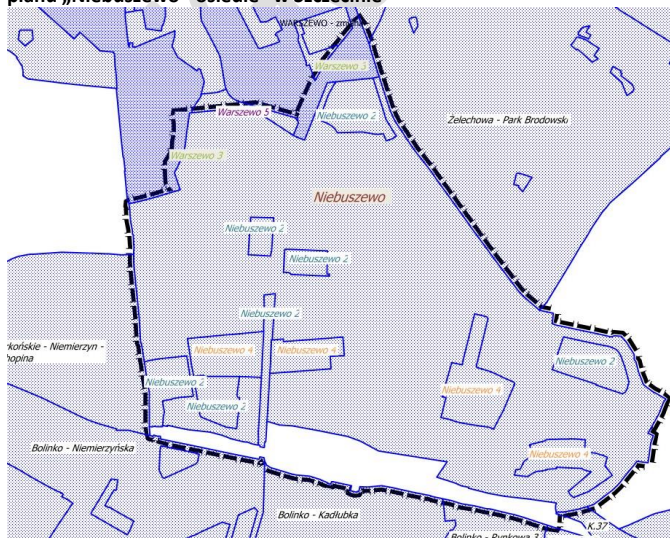 planu „Niebuszewo - Osiedle" w Szczecinie
WARSZEWO - zm
Warszewo 3
Warszewo 5
Niebuszewo 2
Żelechowa - Park Brodowski
Warszewo 3
Niebuszewo
Niebuszewo 2
Niebuszewo 2
Niebuszewo 2
Niebuszewo 4
Niebuszewo 4
rkońskie - Niemierzyn -
hopina
Niebuszewo 2
Niebuszewo 2
Niebuszewo 4
Niebuszewo 2
Bolinko - Niemierzyńska
Niebuszewo 4
Bolinko - Kadłubka
K.37
Bolinko - Rynkowa 3